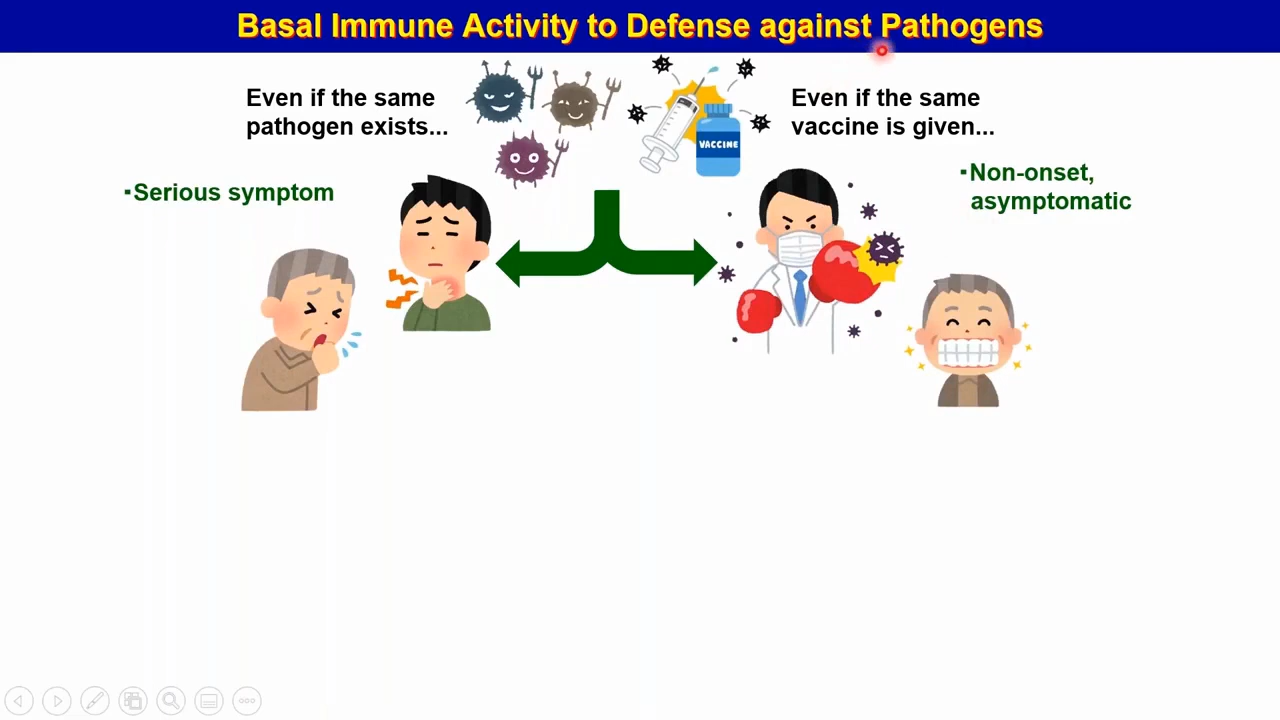 Basal Immune Activity to Defense against Pathogens
Even if the same
pathogen exists...
Even if the same
vaccine is given...
VACCINE
▪Serious symptom
▪Non-onset,
asymptomatic